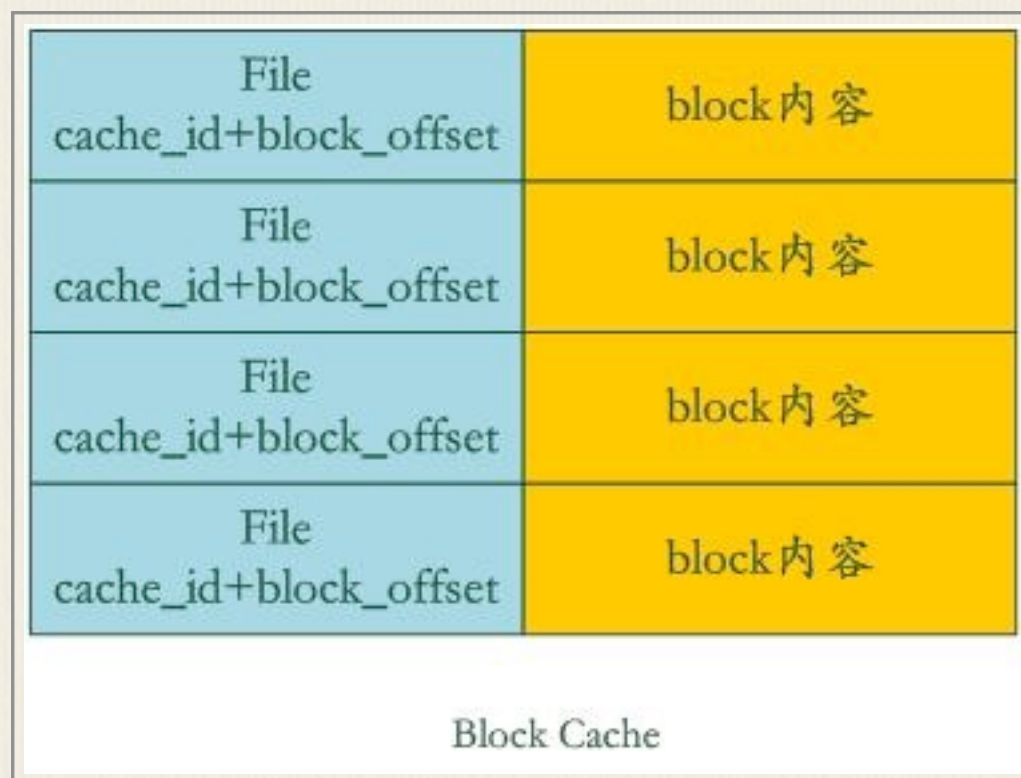 File
cache_id+block_offset
block内容
File
cache_id+block_offset
block内容
File
cache_id+block_offset
block内容
File
cache_id+block_offset
block内容
Block Cache